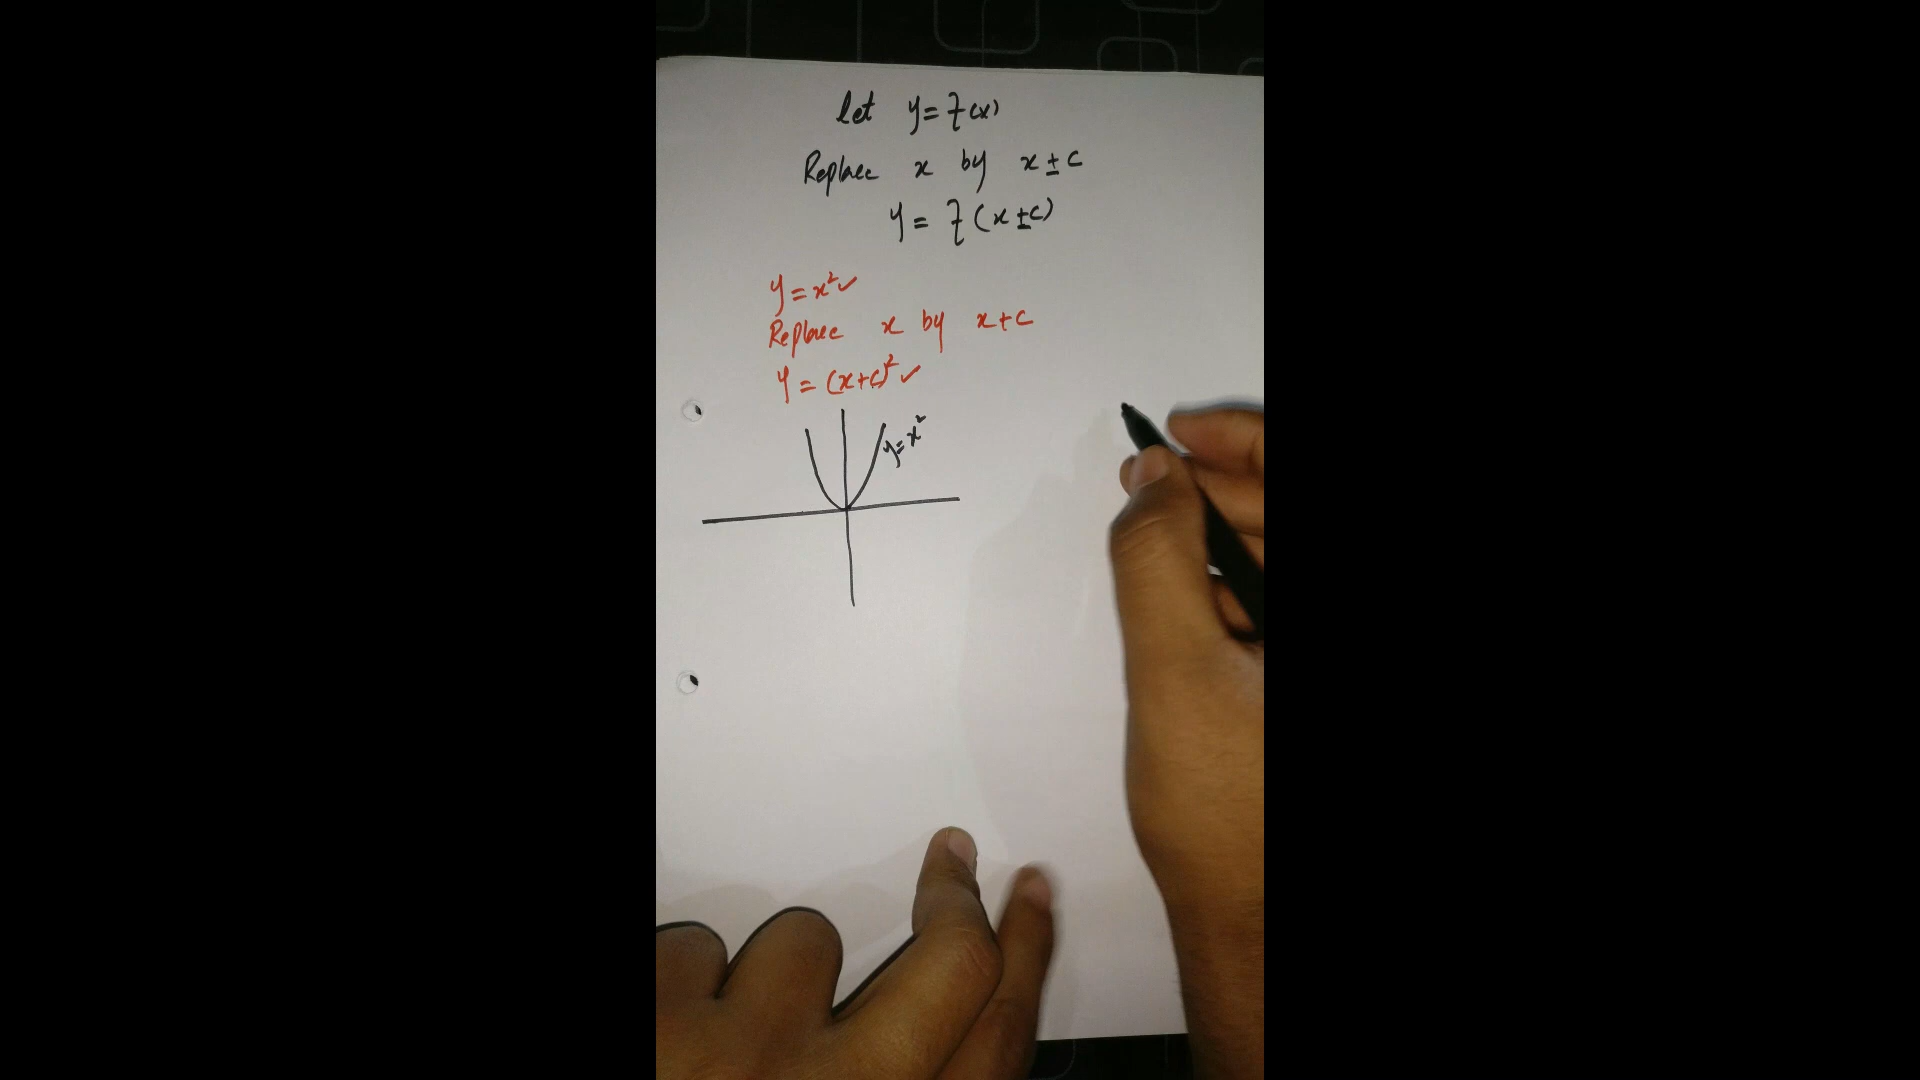 let y = f(x)
Replace x by x ± c
y = f(x ± c)
y = x² ✓
Replace x by x + c
y = (x+c)² ✓
y = x²